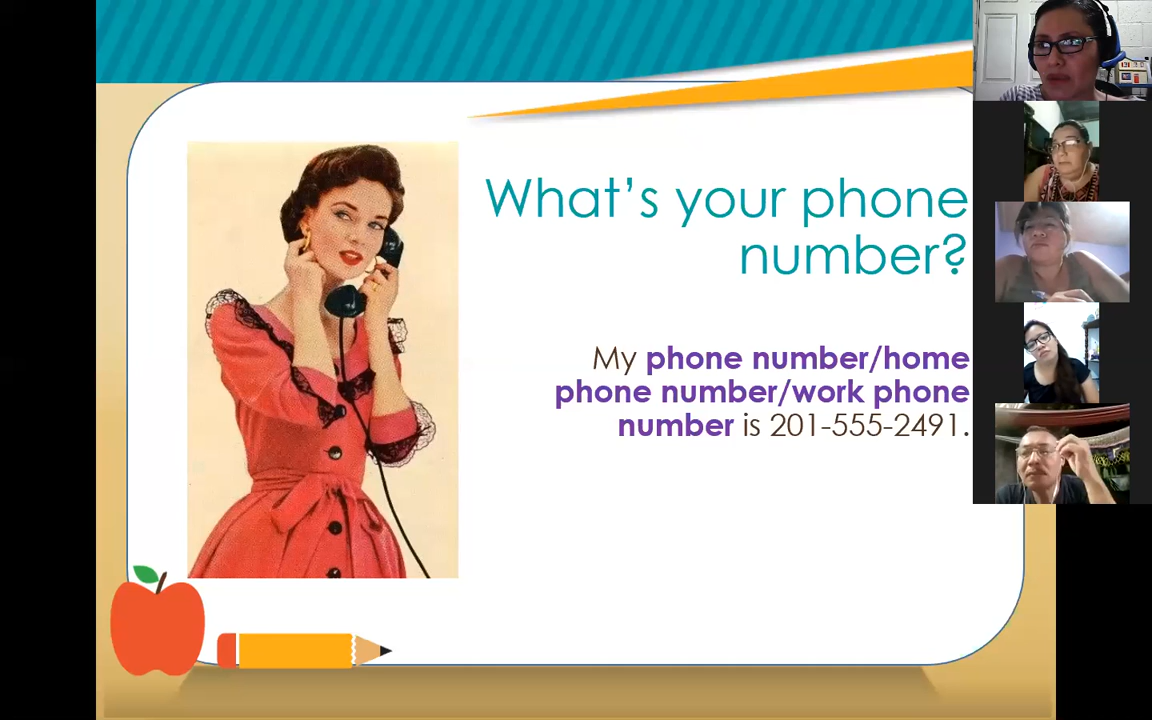 What’s your phone
number?
My phone number/home
phone number/work phone
number is 201-555-2491.